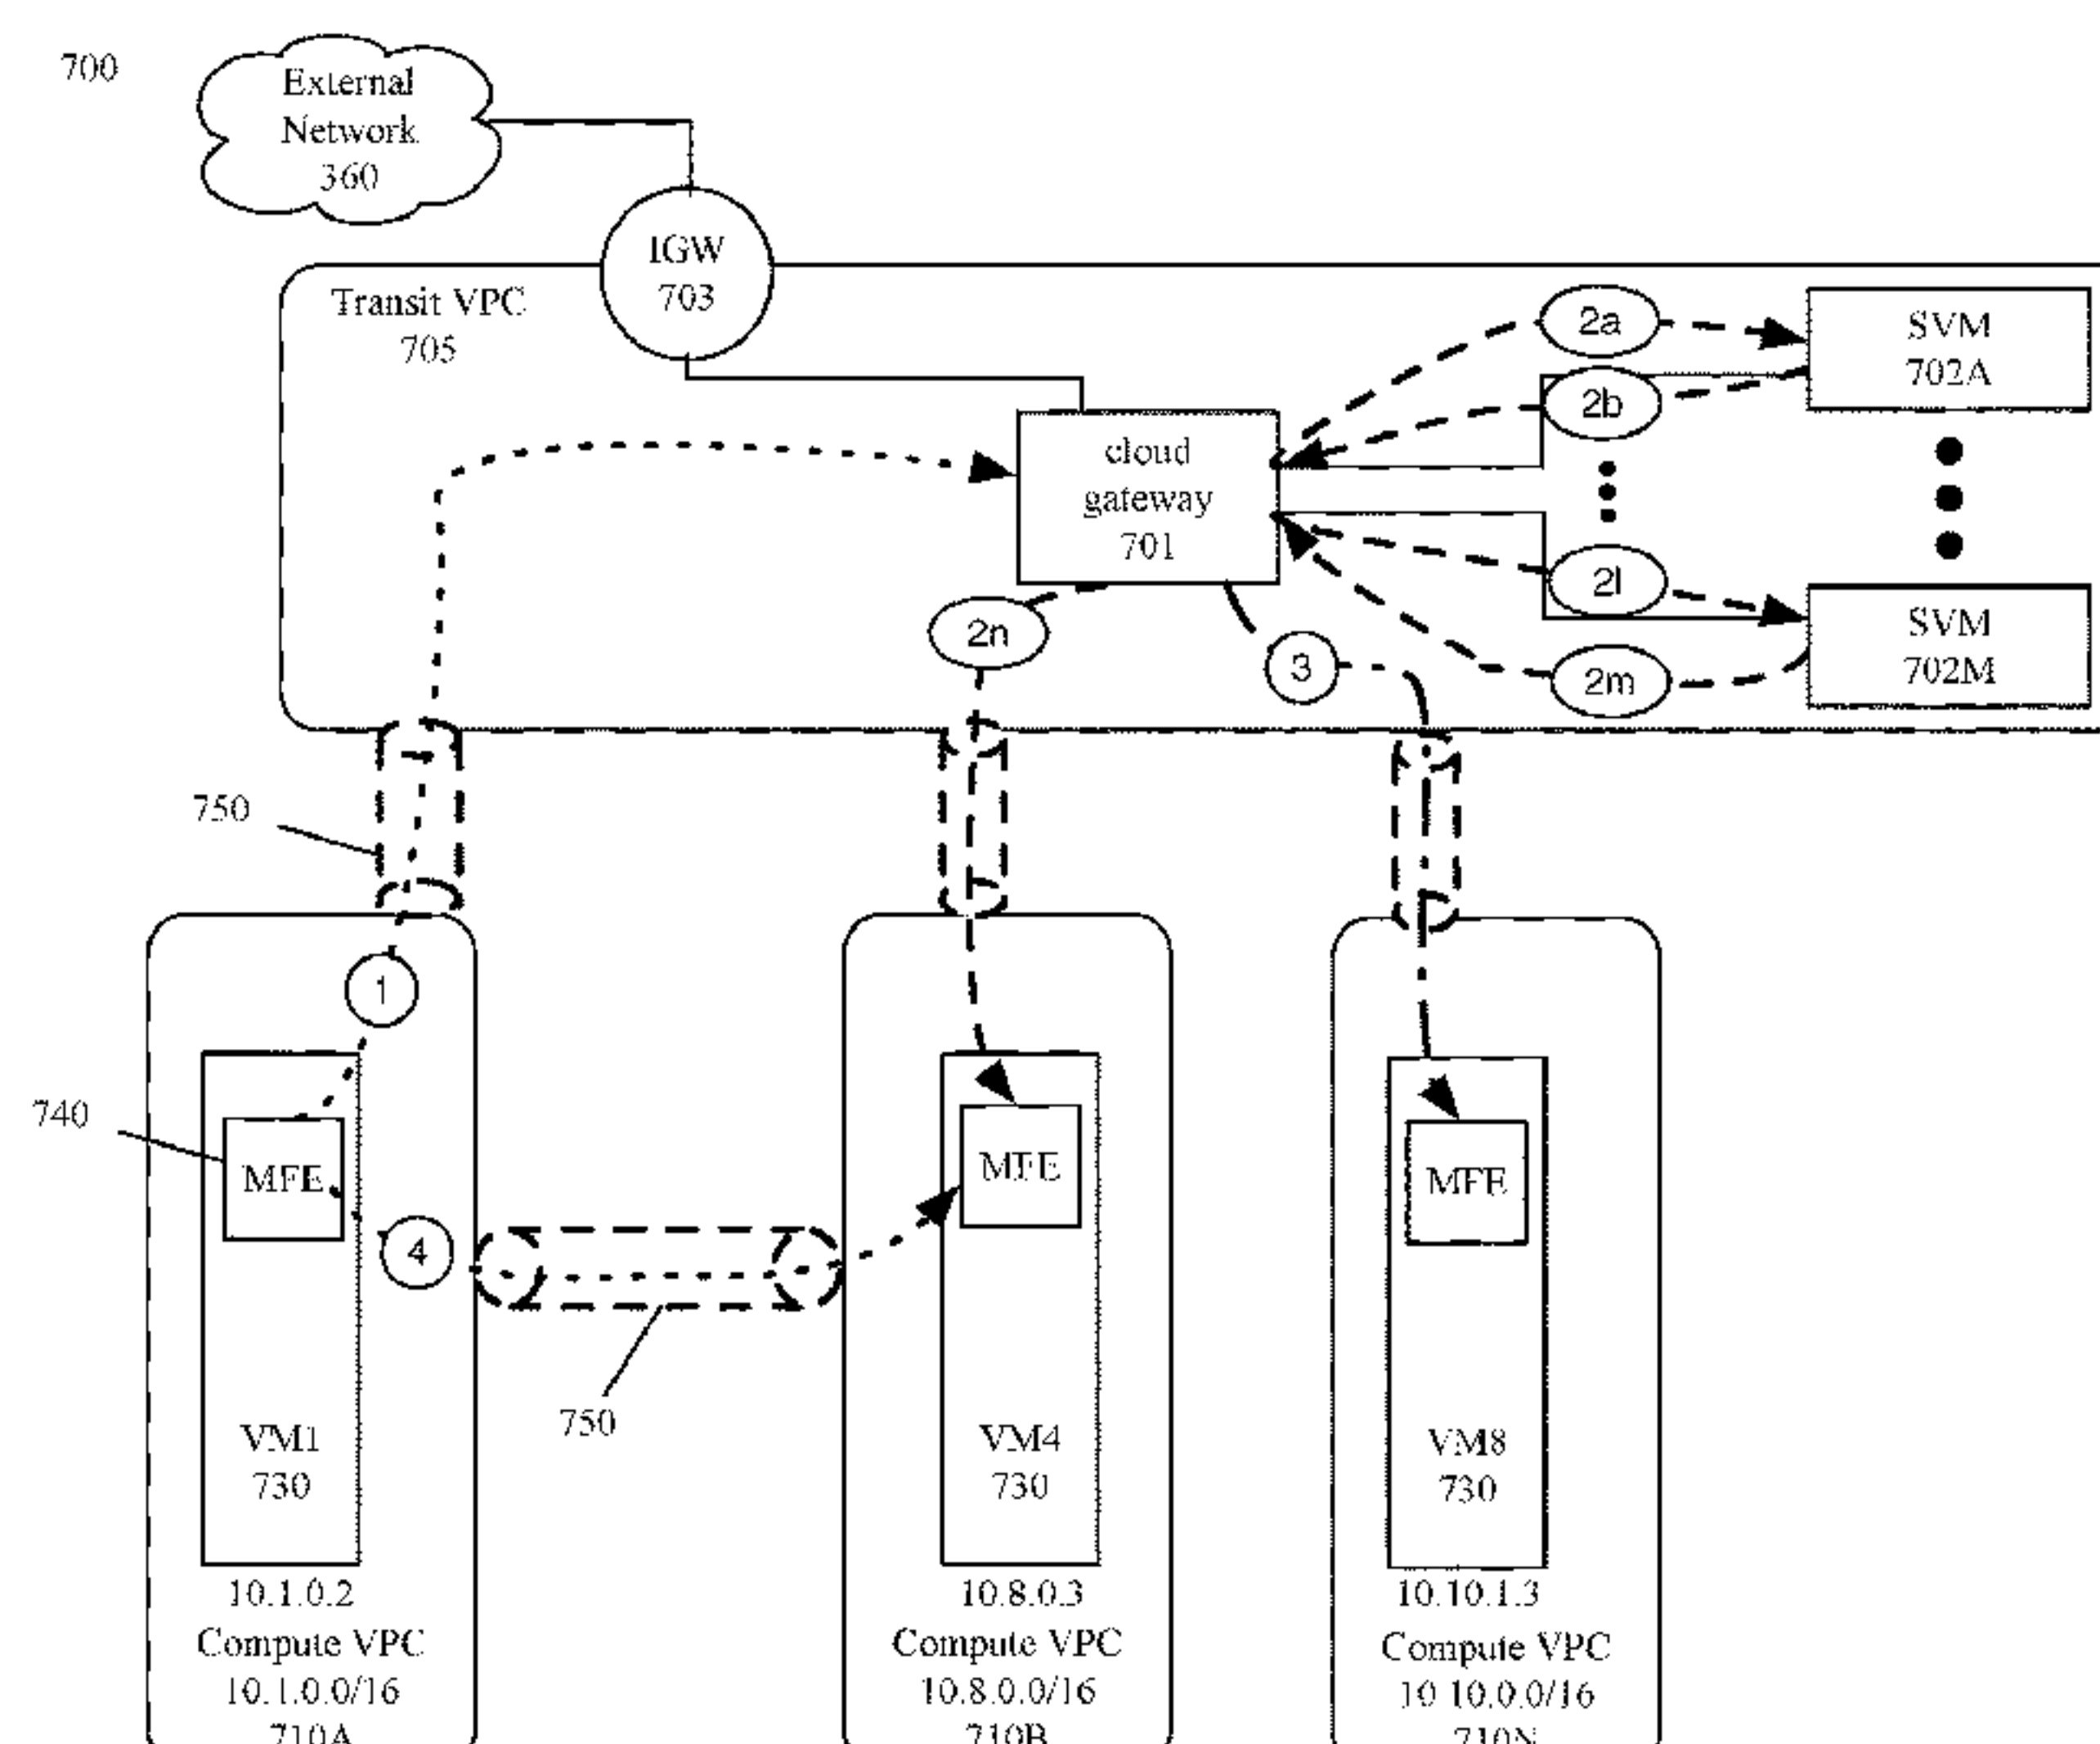 700
External
Network
360
IGW
703
Transit VPC
705
2a
SVM
702A
2b
cloud
gateway
701
2l
SVM
702M
2n
3
2m
750
1
740
MFE
MFE
MFE
4
750
VM1
730
VM4
730
VM8
730
10.1.0.2
Compute VPC
10.1.0.0/16
710A
10.8.0.3
Compute VPC
10.8.0.0/16
710B
10.10.1.3
Compute VPC
10 10.0.0/16
710N